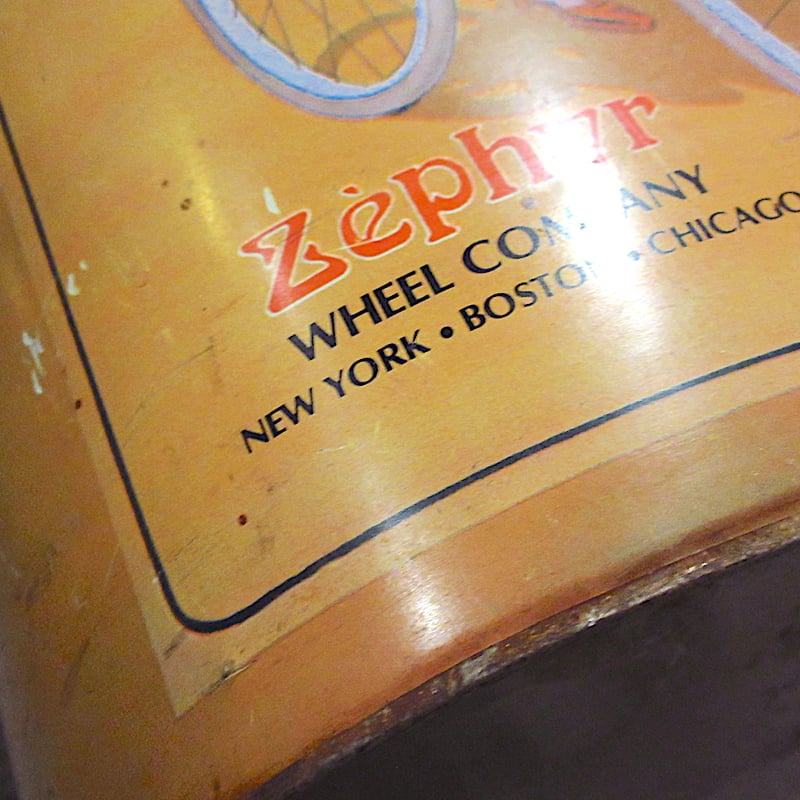 Zèphyr
WHEEL COMPANY
NEW YORK • BOSTON • CHICAGO